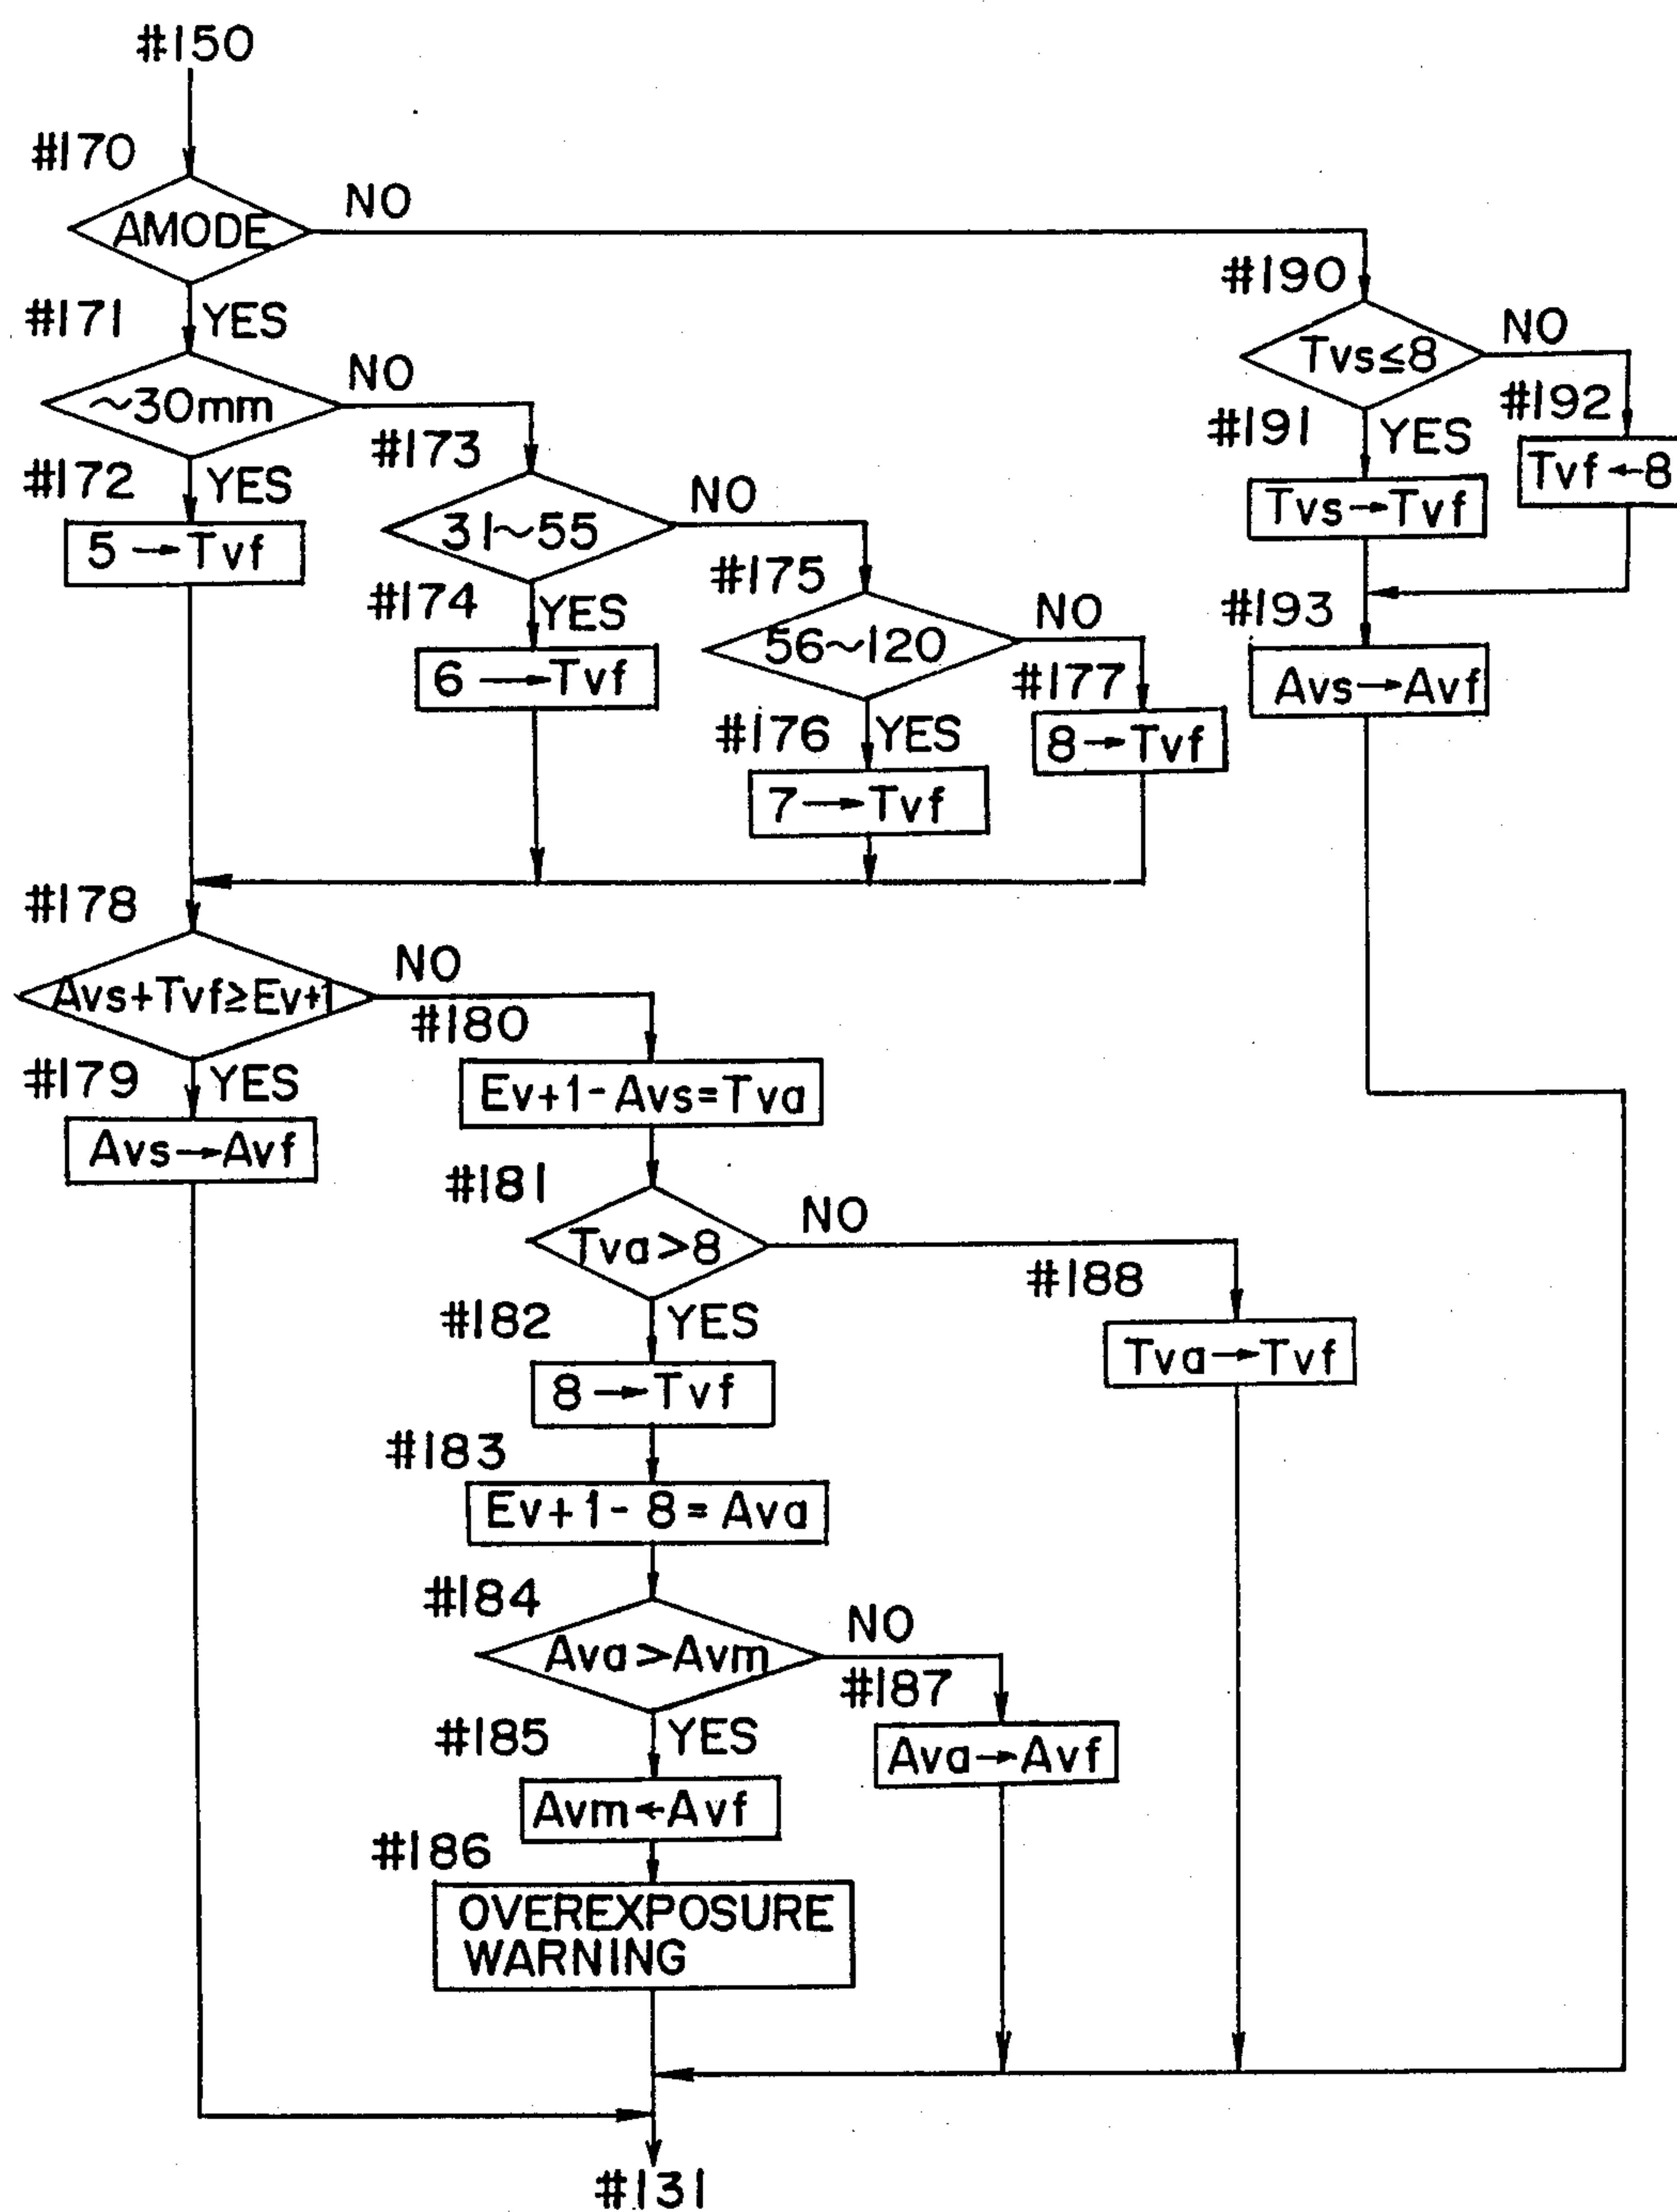 #150
#170
AMODE
NO
#171
YES
~30mm
NO
#172
YES
5→Tvf
#173
31~55
NO
#174
YES
6→Tvf
#175
56~120
NO
#176
YES
7→Tvf
#177
8→Tvf
#190
Tvs≤8
NO
#191
YES
Tvs→Tvf
#192
Tvf←8
#193
Avs→Avf
#178
Avs+Tvf≥Ev+1
NO
#179
YES
Avs→Avf
#180
Ev+1-Avs=Tva
#181
Tva>8
NO
#182
YES
8→Tvf
#188
Tva→Tvf
#183
Ev+1-8=Ava
#184
Ava>Avm
NO
#185
YES
Avm←Avf
#187
Ava→Avf
#186
OVEREXPOSURE
WARNING
#131